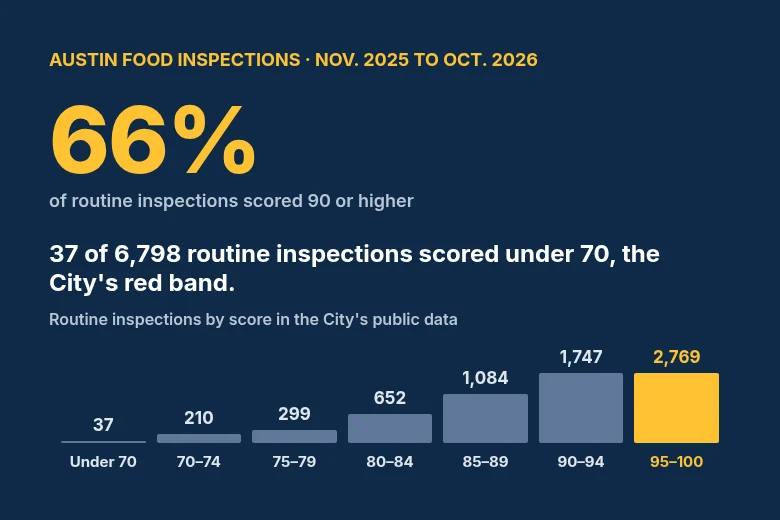 AUSTIN FOOD INSPECTIONS · NOV. 2025 TO OCT. 2026
66%
of routine inspections scored 90 or higher
37 of 6,798 routine inspections scored under 70, the
City's red band.
Routine inspections by score in the City's public data
37 210 299 652 1,084 1,747 2,769
Under 70 70–74 75–79 80–84 85–89 90–94 95–100